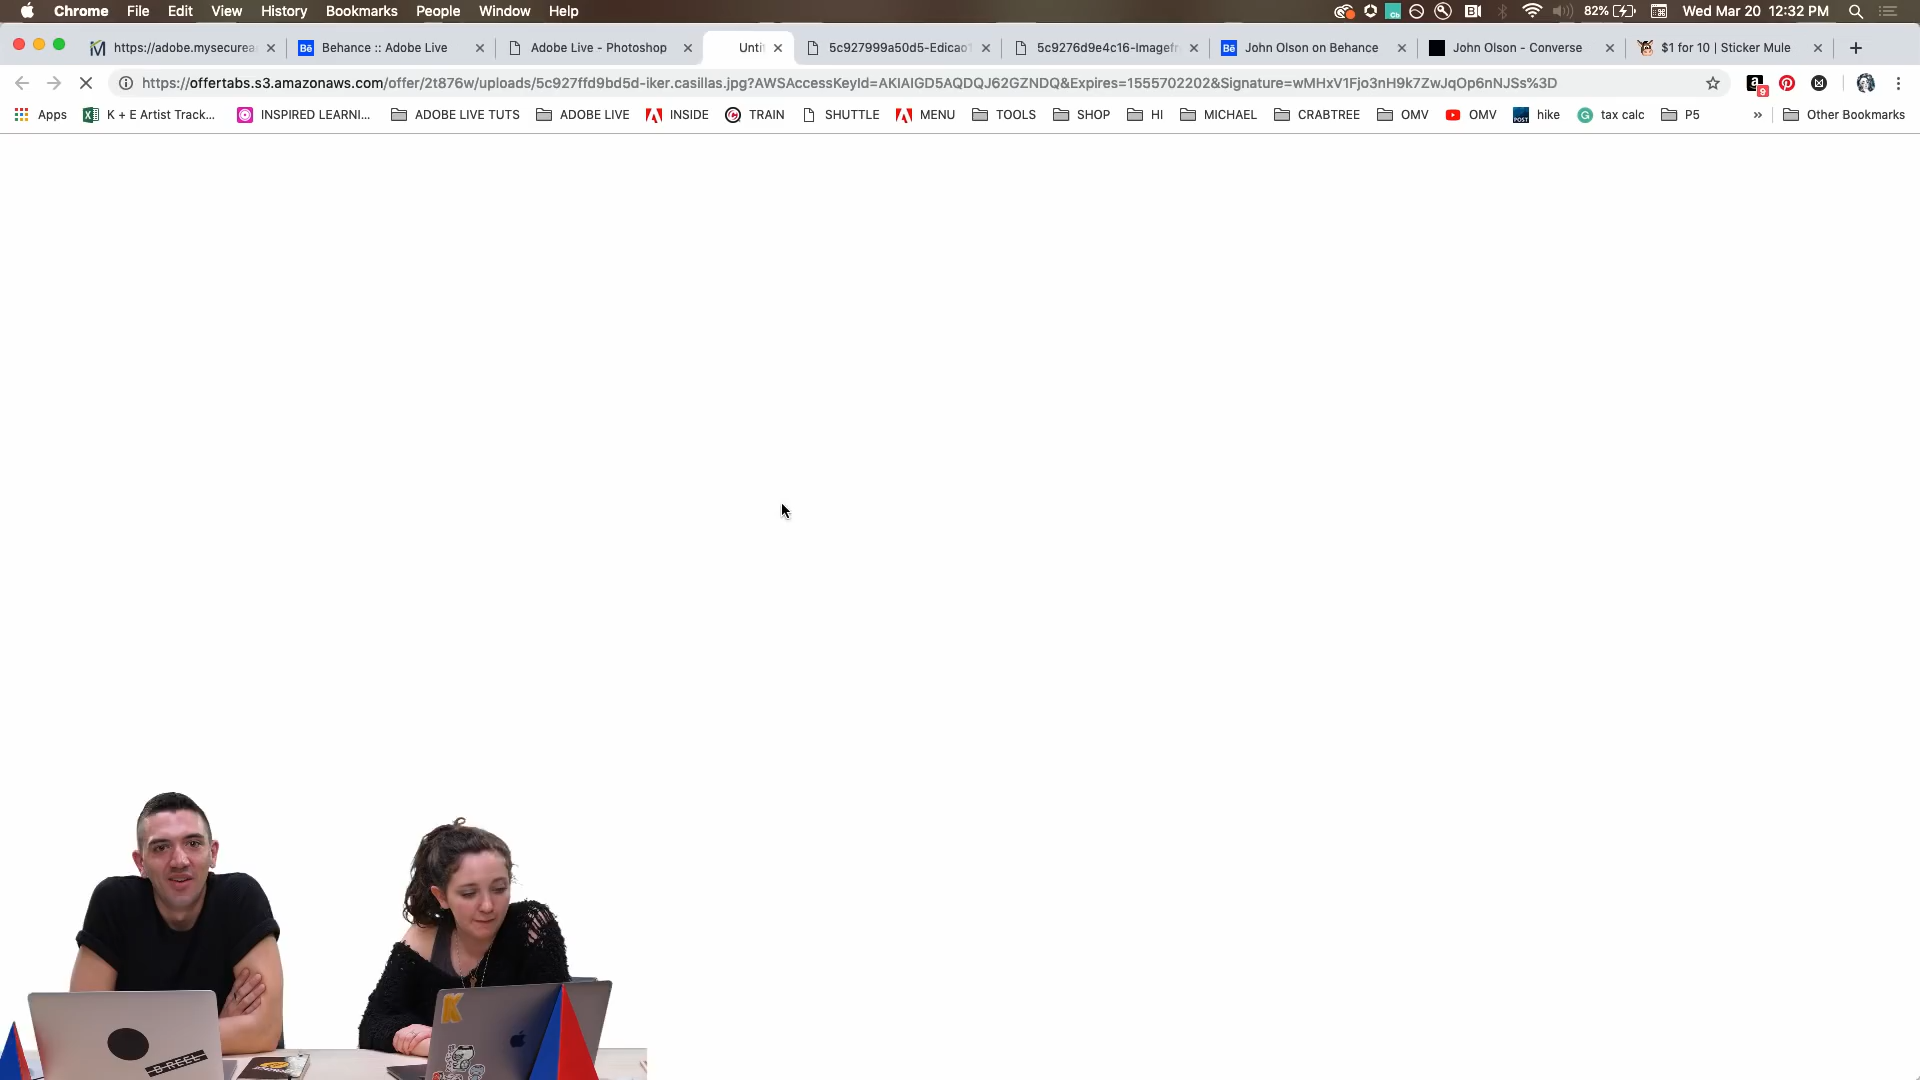 Chrome File Edit View History Bookmarks People Window Help
82% Wed Mar 20 12:32 PM
https://adobe.mysecurea
Behance :: Adobe Live
Adobe Live - Photoshop
Unti
5c927999a50d5-Edicao
5c9276d9e4c16-Imagefr
John Olson on Behance
John Olson - Converse
$1 for 10 | Sticker Mule
https://offertabs.s3.amazonaws.com/offer/2t876w/uploads/5c927ffd9bd5d-iker.casillas.jpg?AWSAccessKeyId=AKIAIGD5AQDQJ62GZNDQ&Expires=1555702202&Signature=wMHxV1Fjo3nH9k7ZwJqOp6nNJSs%3D
9
Apps K + E Artist Track... INSPIRED LEARNI... ADOBE LIVE TUTS ADOBE LIVE INSIDE TRAIN SHUTTLE MENU TOOLS SHOP HI MICHAEL CRABTREE OMV OMV hike tax calc P5 » Other Bookmarks
K
B-REEL